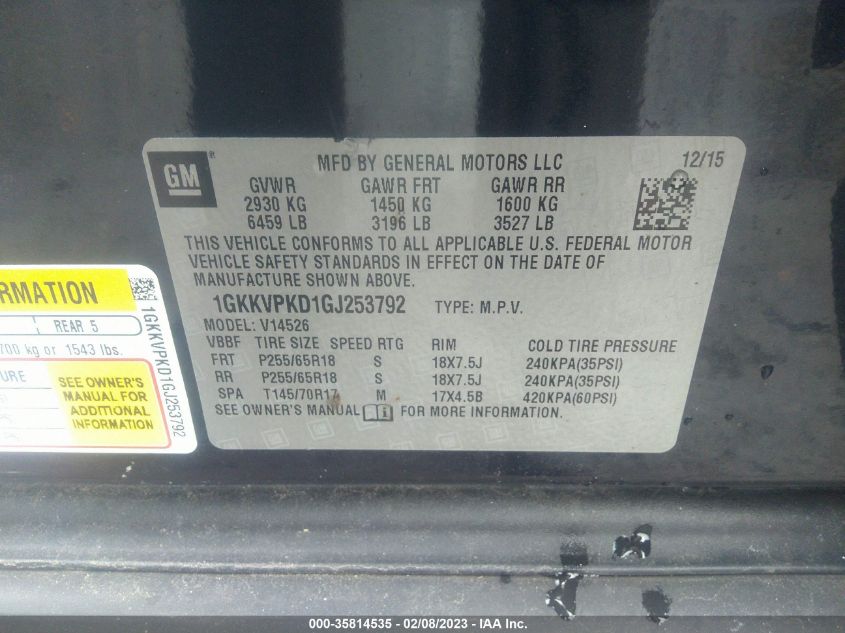 GM
MFD BY GENERAL MOTORS LLC 12/15
GVWR GAWR FRT GAWR RR
2930 KG 1450 KG 1600 KG
6459 LB 3196 LB 3527 LB
THIS VEHICLE CONFORMS TO ALL APPLICABLE U.S. FEDERAL MOTOR
VEHICLE SAFETY STANDARDS IN EFFECT ON THE DATE OF
MANUFACTURE SHOWN ABOVE.
1GKKVPKD1GJ253792 TYPE: M.P.V.
MODEL: V14526
VBBF TIRE SIZE SPEED RTG RIM COLD TIRE PRESSURE
FRT P255/65R18 S 18X7.5J 240KPA(35PSI)
RR P255/65R18 S 18X7.5J 240KPA(35PSI)
SPA T145/70R17 M 17X4.5B 420KPA(60PSI)
SEE OWNER'S MANUAL FOR MORE INFORMATION.
RMATION
REAR 5
700 kg or 1543 lbs.
URE
SEE OWNER'S
MANUAL FOR
ADDITIONAL
INFORMATION
1GKKVPKD1GJ253792
000-35814535 - 02/08/2023 - IAA Inc.